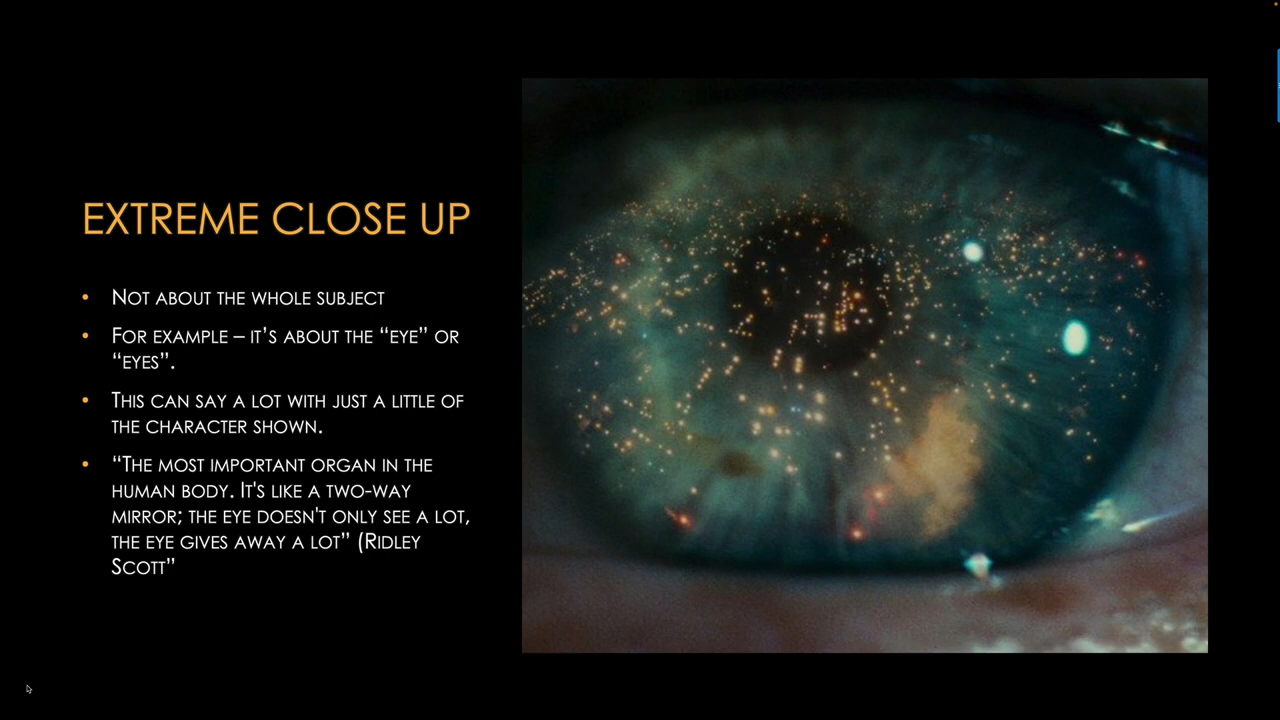 EXTREME CLOSE UP
• NOT ABOUT THE WHOLE SUBJECT
• FOR EXAMPLE – IT’S ABOUT THE “EYE” OR
“EYES”.
• THIS CAN SAY A LOT WITH JUST A LITTLE OF
THE CHARACTER SHOWN.
• “THE MOST IMPORTANT ORGAN IN THE
HUMAN BODY. IT'S LIKE A TWO-WAY
MIRROR; THE EYE DOESN'T ONLY SEE A LOT,
THE EYE GIVES AWAY A LOT” (RIDLEY
SCOTT”